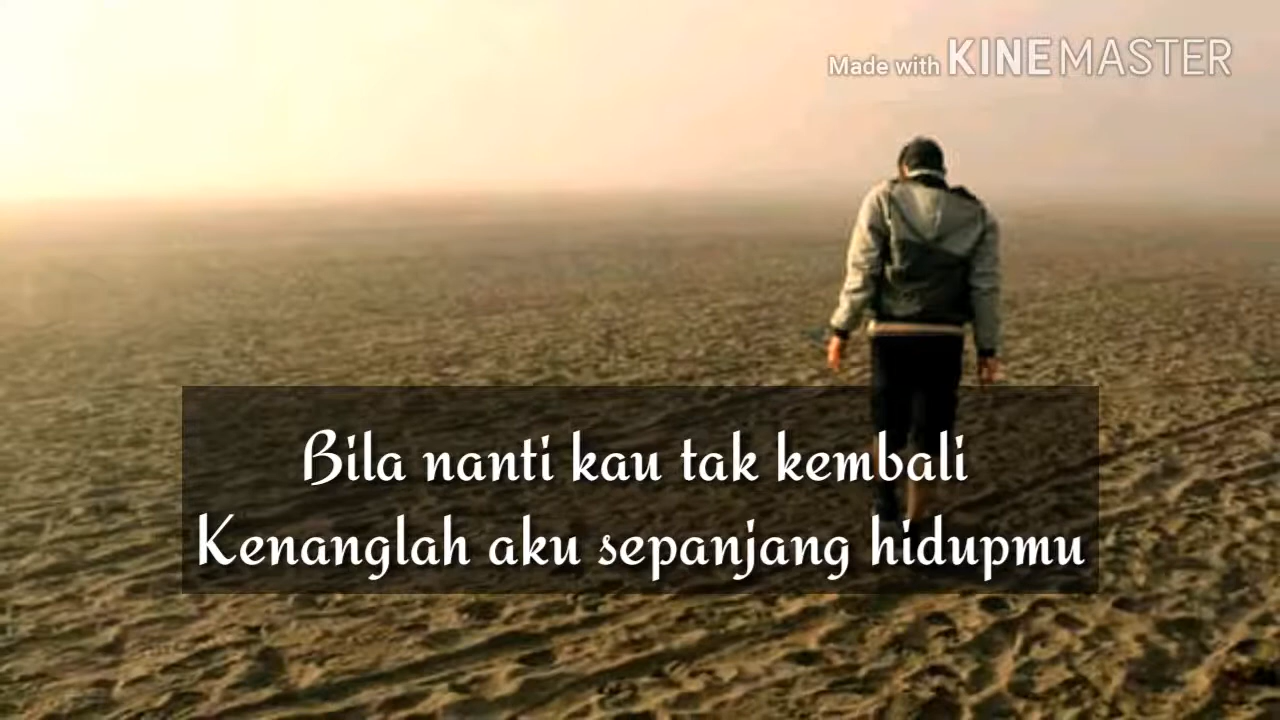 Made with KINEMASTER
Bila nanti kau tak kembali
Kenanglah aku sepanjang hidupmu